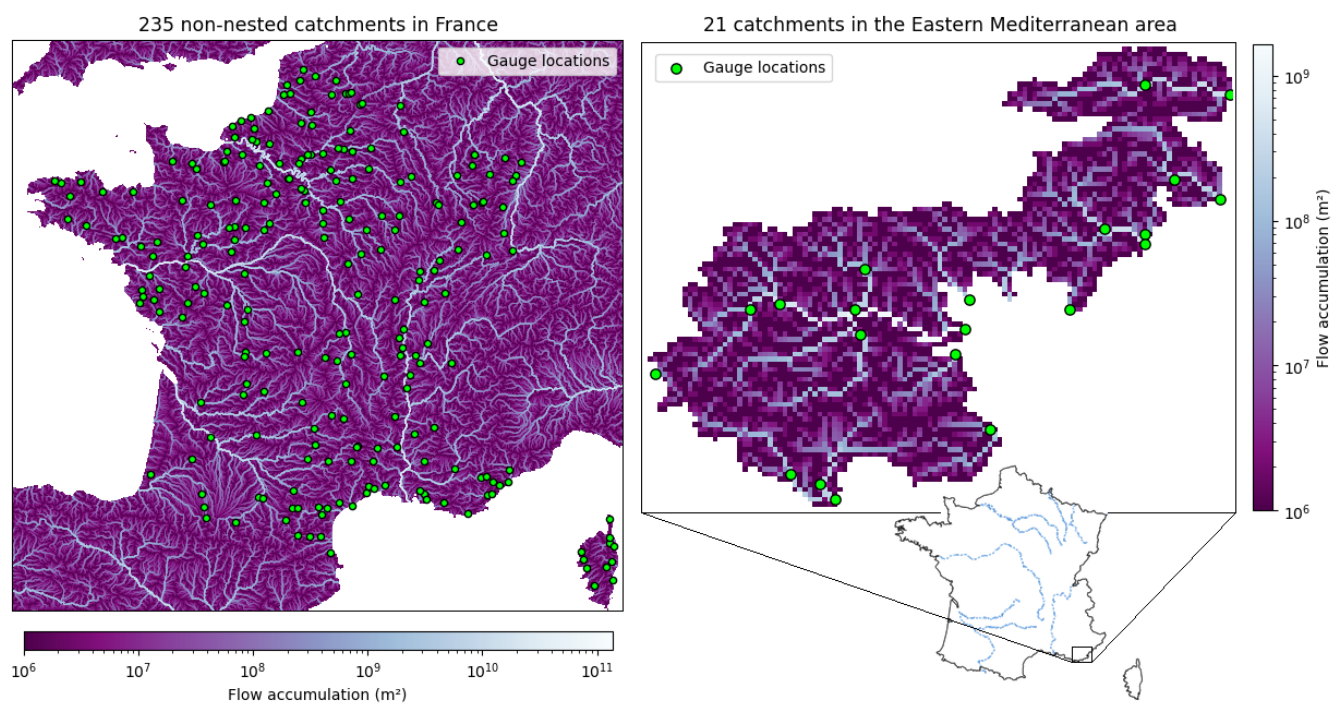 235 non-nested catchments in France
Gauge locations
10⁶ 10⁷ 10⁸ 10⁹ 10¹⁰ 10¹¹
Flow accumulation (m²)
21 catchments in the Eastern Mediterranean area
Gauge locations
10⁹
10⁸
10⁷
10⁶
Flow accumulation (m²)